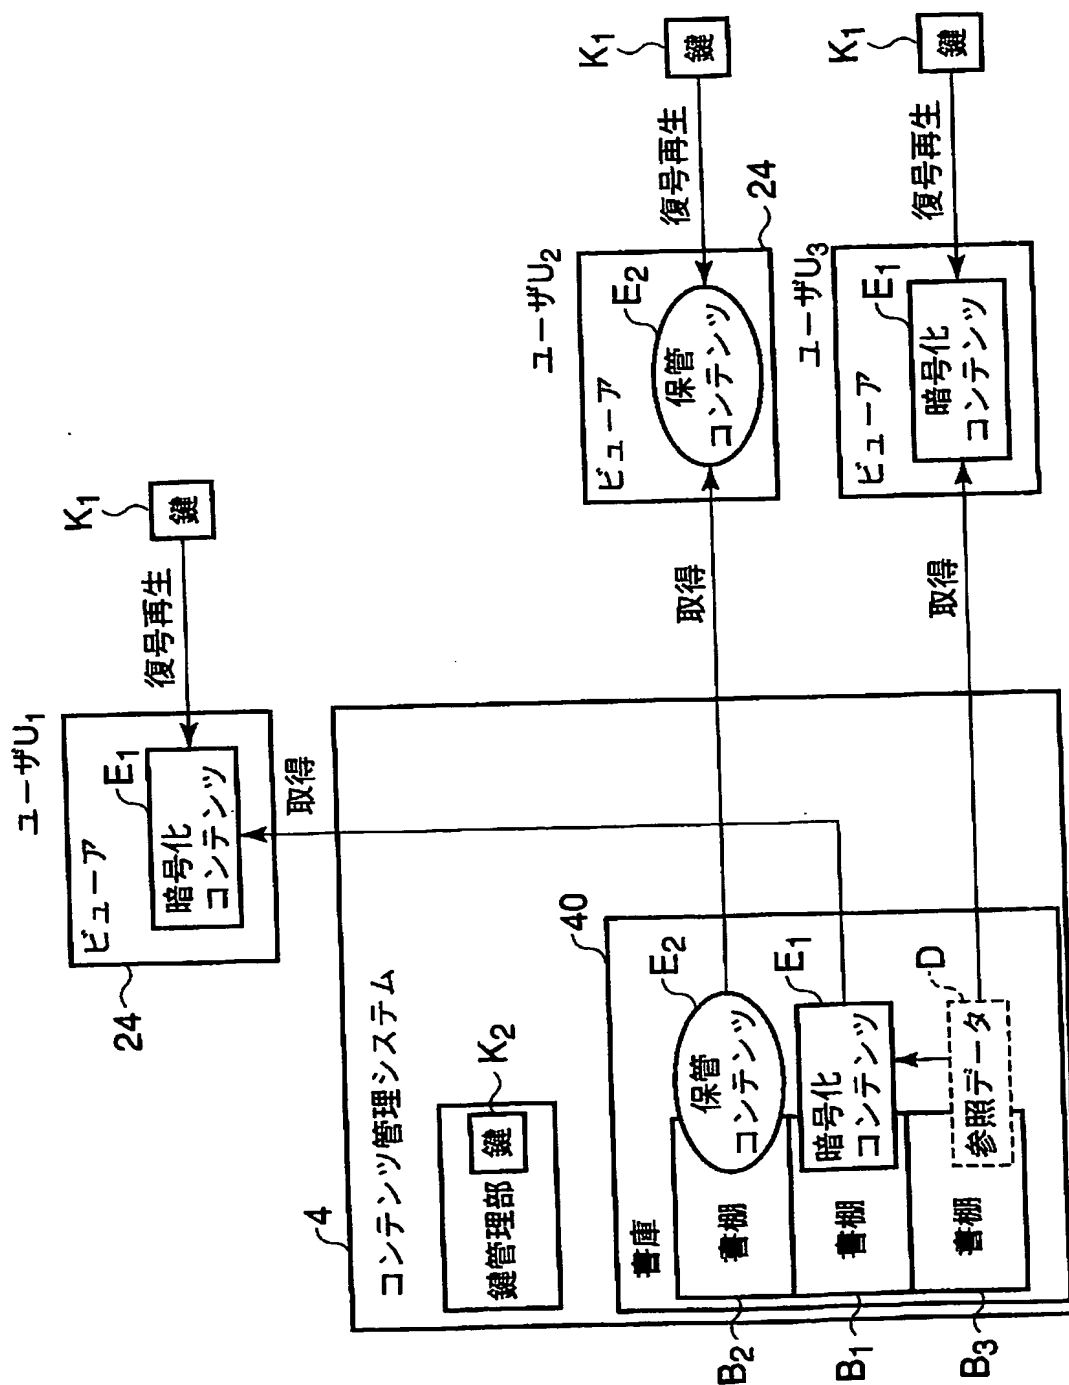 ユーザU1
ビューア
24
E1
暗号化
コンテンツ
復号再生
K1
鍵
取得
4
コンテンツ管理システム
鍵管理部
鍵
K2
40
書庫
書棚
B2
保管
コンテンツ
E2
書棚
B1
暗号化
コンテンツ
E1
書棚
B3
参照データ
D
取得
ユーザU2
ビューア
24
E2
保管
コンテンツ
復号再生
K1
鍵
取得
ユーザU3
ビューア
E1
暗号化
コンテンツ
復号再生
K1
鍵